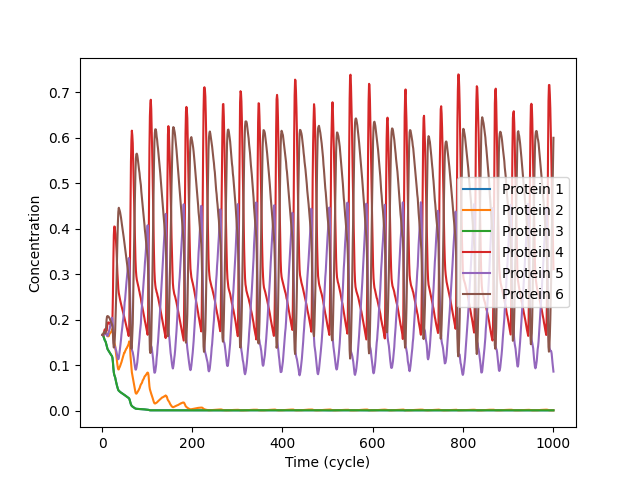 0.7
0.6
0.5
0.4
0.3
0.2
0.1
0.0
Concentration
Protein 1
Protein 2
Protein 3
Protein 4
Protein 5
Protein 6
0 200 400 600 800 1000
Time (cycle)